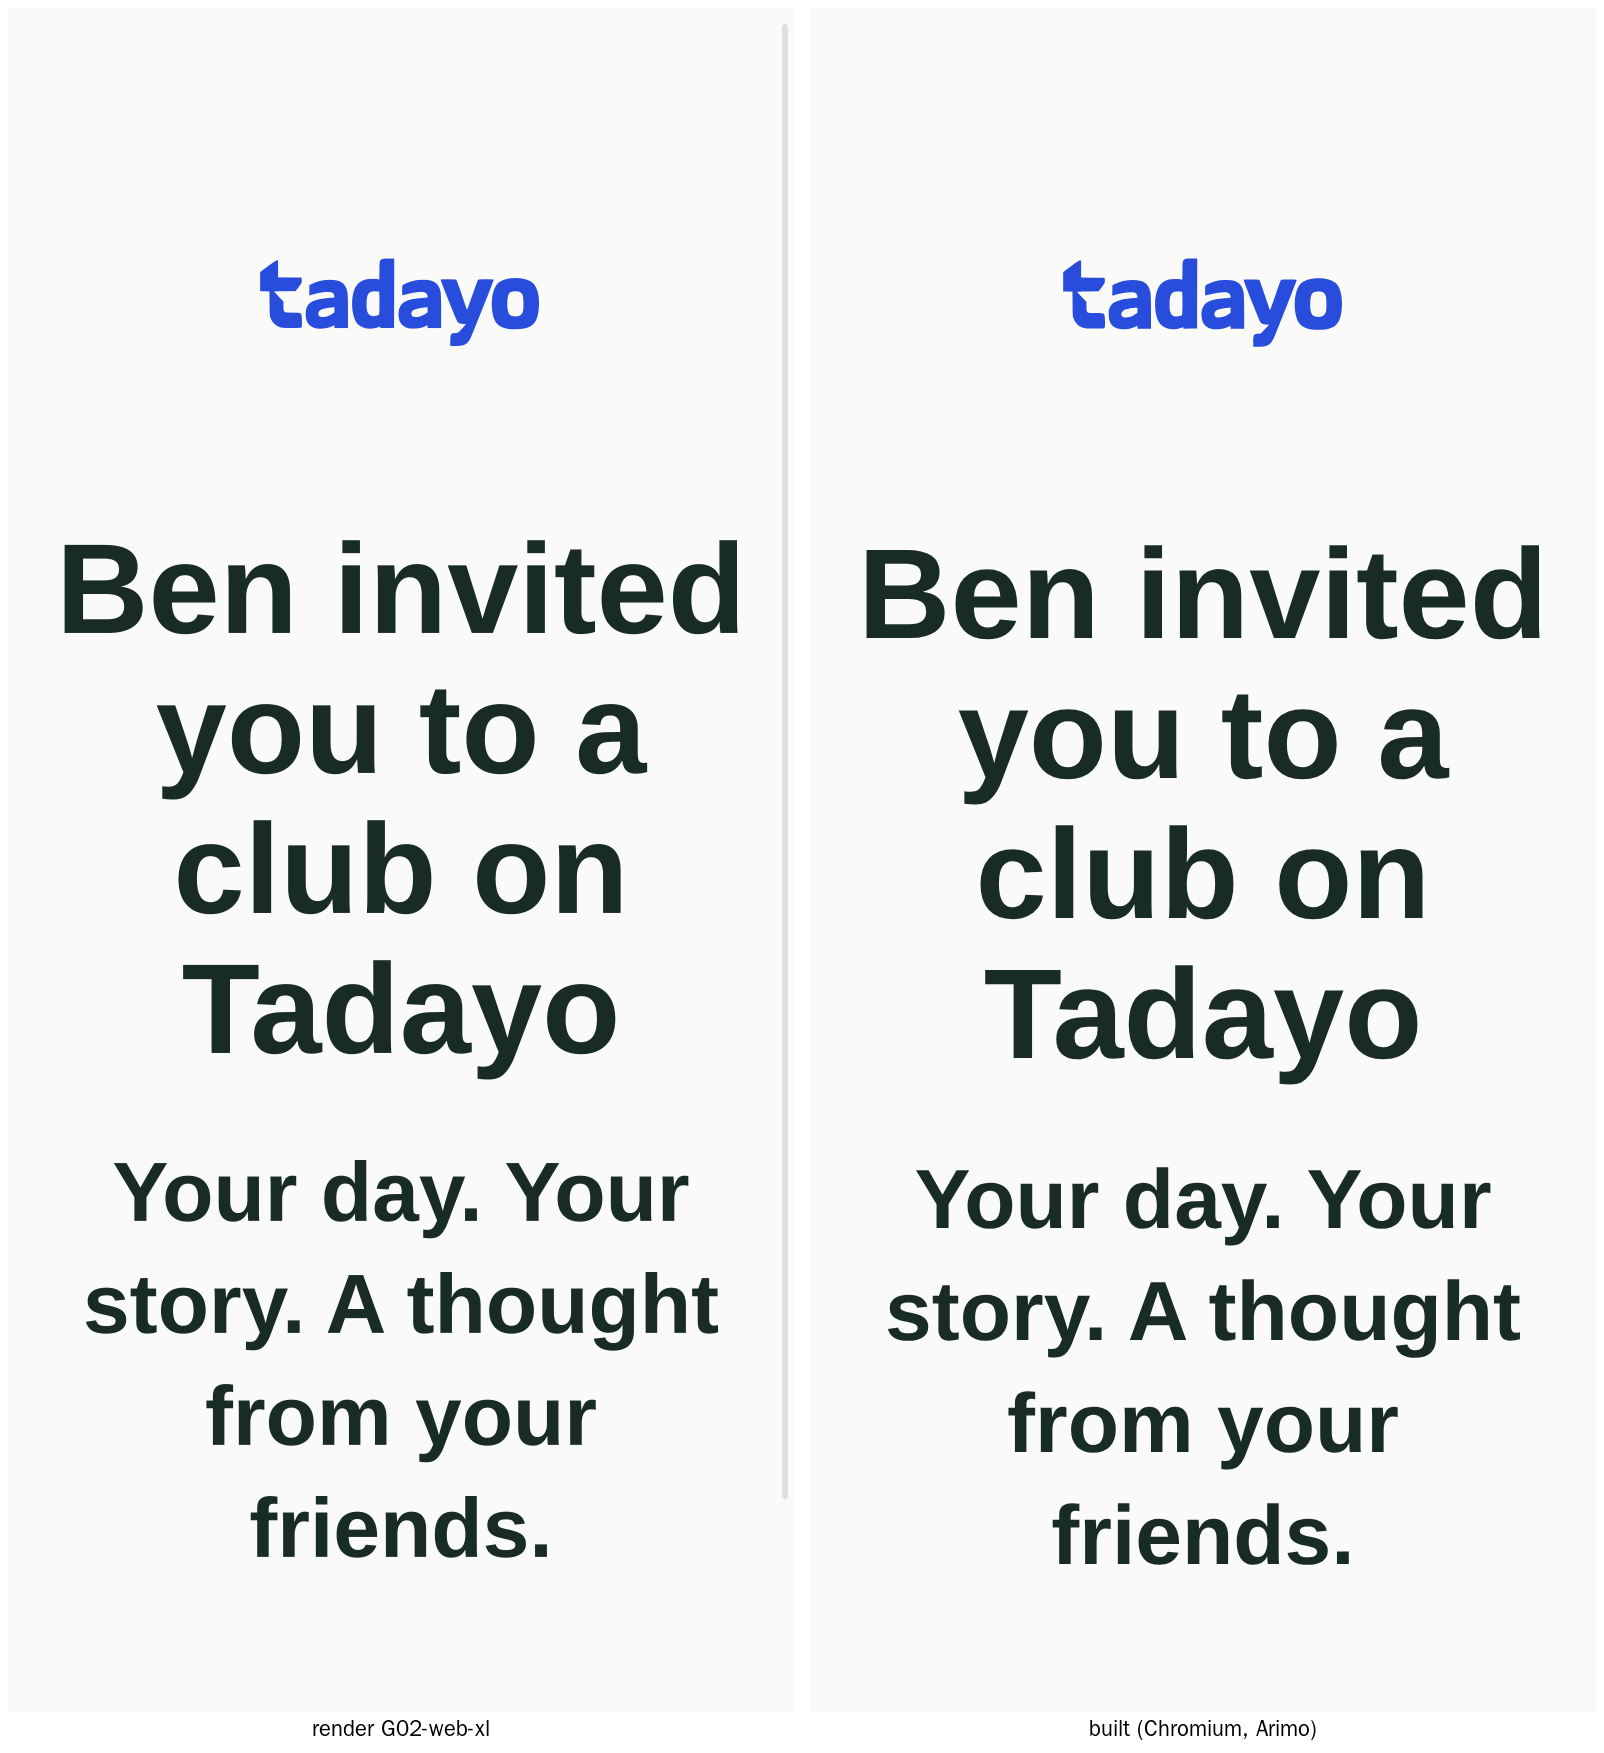 tadayo
Ben invited
you to a
club on
Tadayo
Your day. Your
story. A thought
from your
friends.
render G02-web-xl
tadayo
Ben invited
you to a
club on
Tadayo
Your day. Your
story. A thought
from your
friends.
built (Chromium, Arimo)